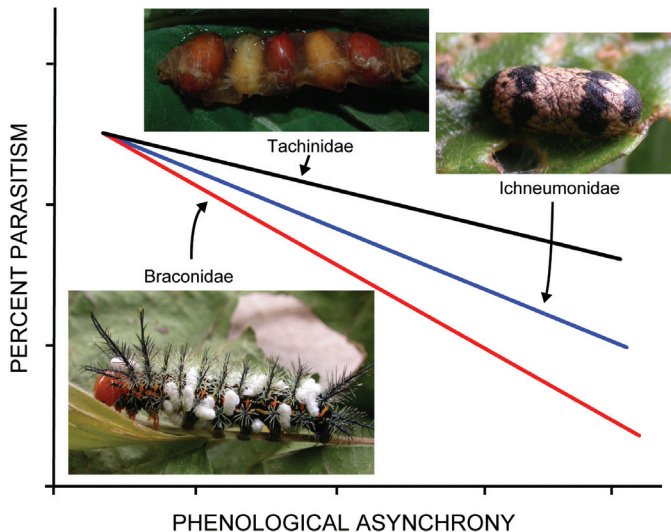 Tachinidae
Ichneumonidae
Braconidae
PERCENT PARASITISM
PHENOLOGICAL ASYNCHRONY